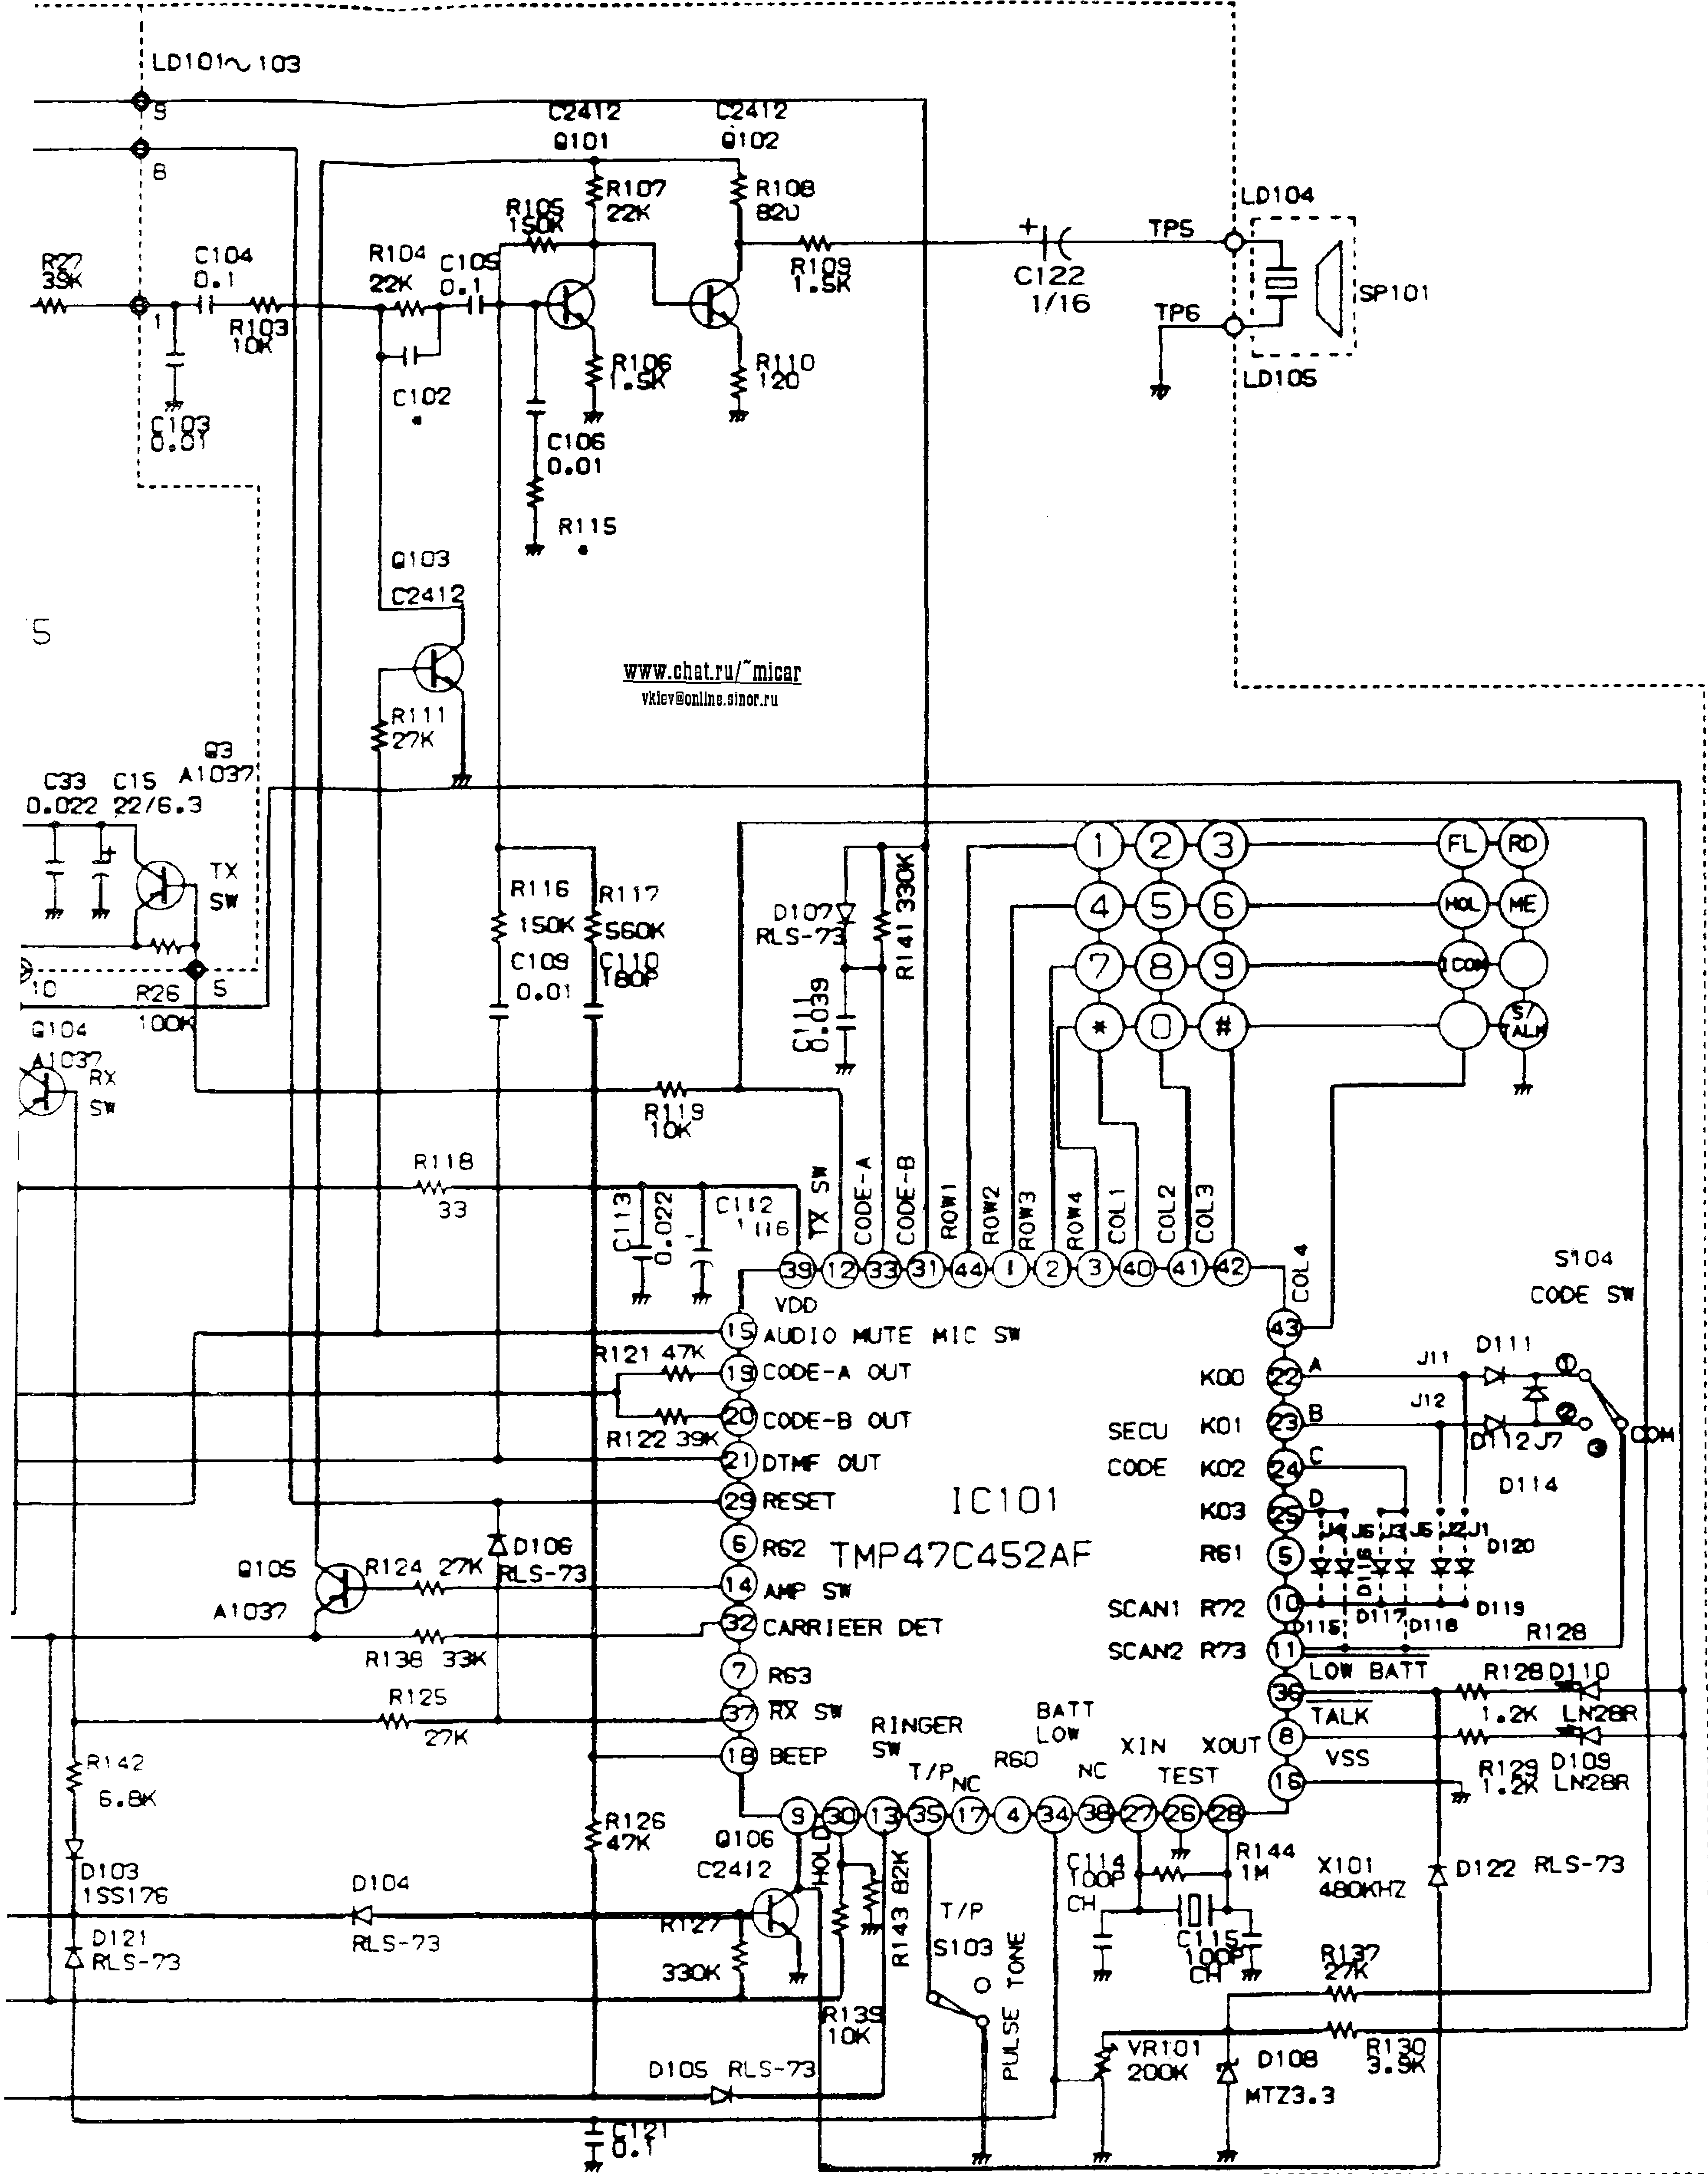 LD101~103
9
8
C2412
Q101
C2412
Q102
R107
22K
R108
820
R105
150K
LD104
R27
39K
C104
0.1
R104
22K
C105
0.1
R109
1.5K
+
C122
1/16
TP5
TP6
SP101
LD105
1
R103
10K
C103
0.01
C102
*
R106
1.5K
R110
120
C106
0.01
R115
*
Q103
C2412
5
www.chat.ru/~micar
vkiev@online.sinor.ru
R111
27K
Q3
A1037
C33
0.022
C15
22/6.3
+
TX
SW
10
R26
100K
5
Q104
A1037
RX
SW
R116
150K
R117
560K
C109
0.01
C110
180P
D107
RLS-73
R141 330K
C111
0.039
1 2 3 FL RD
4 5 6 HOL ME
7 8 9 ICOM
* 0 # S/TALK
R119
10K
R118
33
C113
0.022
C112
TX SW
CODE-A
CODE-B
ROW1
ROW2
ROW3
ROW4
COL1
COL2
COL3
COL4
39 12 33 31 44 1 2 3 40 41 42
VDD
43
S104
CODE SW
15 AUDIO MUTE MIC SW
R121 47K
19 CODE-A OUT
20 CODE-B OUT
R122 39K
21 DTMF OUT
29 RESET
6 R62
14 AMP SW
32 CARRIEER DET
7 R63
37 RX SW
18 BEEP
IC101
TMP47C452AF
SECU
CODE
K00 22 A
K01 23 B
K02 24 C
K03 25 D
R61 5
SCAN1 R72 10
SCAN2 R73 11
36 LOW BATT
8 TALK
16 VSS
J11
D111
J12
D112 J7
D114
1
2
3
COM
J4 J6 J3 J5 J2 J1
D120
D116
D115
D117
D118
D119
R128
R128 D110
1.2K LN28R
R129 D109
1.2K LN28R
D106
RLS-73
Q105
A1037
R124 27K
R138 33K
R125
27K
R142
6.8K
RINGER
SW
T/P
NC
R60
BATT
LOW
NC
XIN
TEST
XOUT
9 30 13 35 17 4 34 38 27 26 28
R126
47K
Q106
C2412
HOLD
R143 82K
D103
1SS176
D104
RLS-73
D121
RLS-73
R127
330K
R139
10K
T/P
S103
PULSE TONE
C114
100P
CH
R144
1M
X101
480KHZ
C115
100P
CH
D122 RLS-73
R137
27K
R130
3.9K
VR101
200K
D108
MTZ3.3
D105 RLS-73
C121
0.1